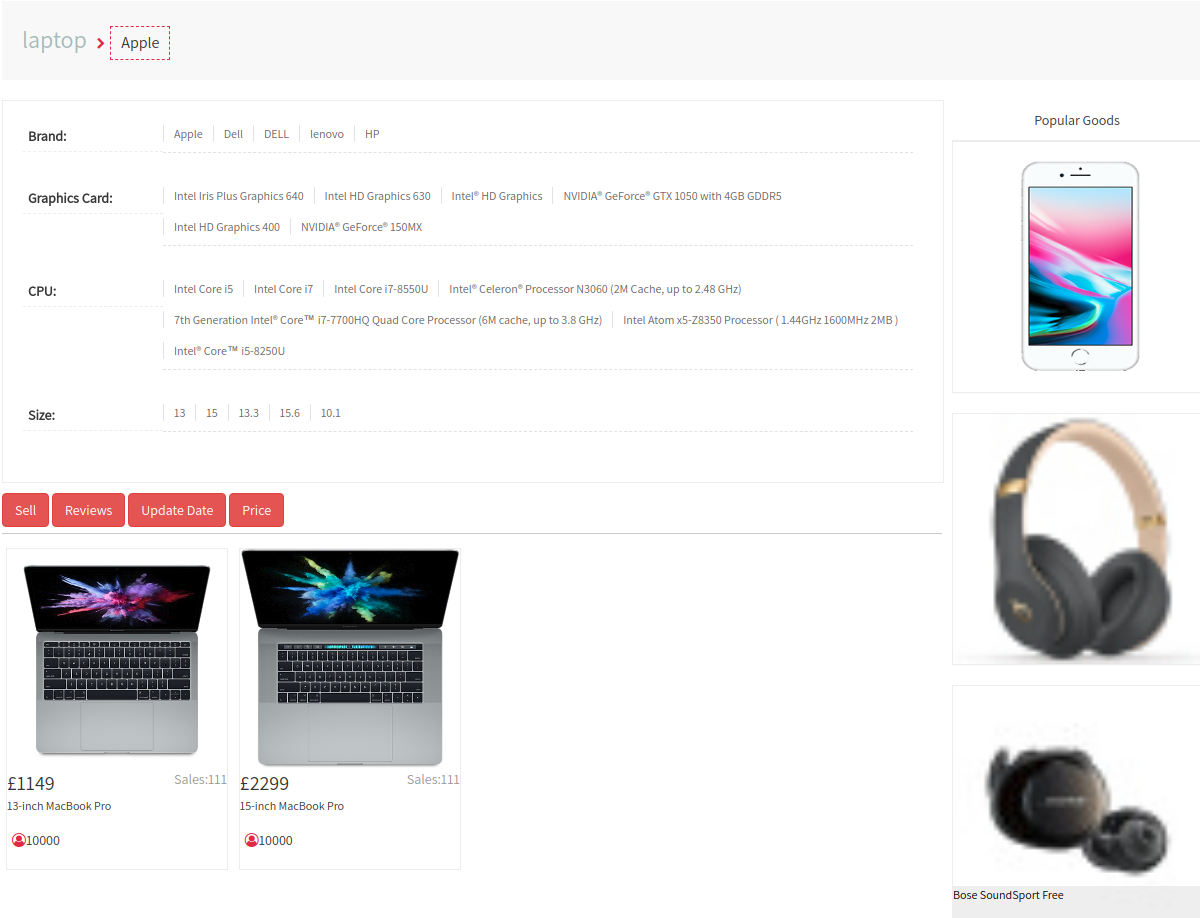 laptop
Apple
Brand:
Apple Dell DELL lenovo HP
Graphics Card:
Intel Iris Plus Graphics 640 Intel HD Graphics 630 Intel® HD Graphics NVIDIA® GeForce® GTX 1050 with 4GB GDDR5
Intel HD Graphics 400 NVIDIA® GeForce® 150MX
CPU:
Intel Core i5 Intel Core i7 Intel Core i7-8550U Intel® Celeron® Processor N3060 (2M Cache, up to 2.48 GHz)
7th Generation Intel® Core™ i7-7700HQ Quad Core Processor (6M cache, up to 3.8 GHz) Intel Atom x5-Z8350 Processor ( 1.44GHz 1600MHz 2MB )
Intel® Core™ i5-8250U
Size:
13 15 13.3 15.6 10.1
Sell Reviews Update Date Price
£1149 Sales:111
13-inch MacBook Pro
10000
£2299 Sales:111
15-inch MacBook Pro
10000
Popular Goods
Bose SoundSport Free